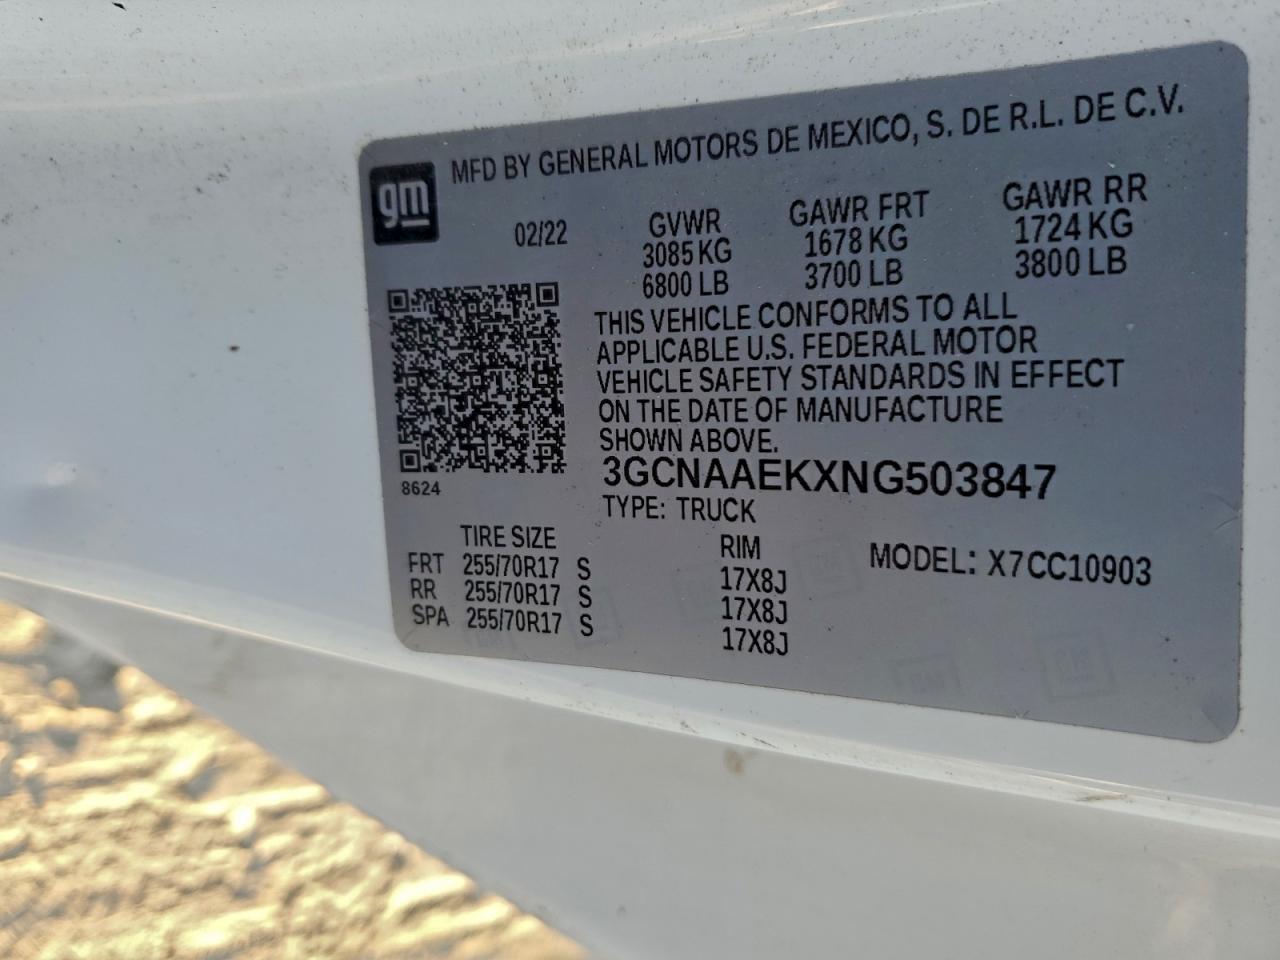 gm
MFD BY GENERAL MOTORS DE MEXICO, S. DE R.L. DE C.V.
02/22 GVWR GAWR FRT GAWR RR
3085 KG 1678 KG 1724 KG
6800 LB 3700 LB 3800 LB
THIS VEHICLE CONFORMS TO ALL
APPLICABLE U.S. FEDERAL MOTOR
VEHICLE SAFETY STANDARDS IN EFFECT
ON THE DATE OF MANUFACTURE
SHOWN ABOVE.
8624
3GCNAAEKXNG503847
TYPE: TRUCK
TIRE SIZE RIM MODEL: X7CC10903
FRT 255/70R17 S 17X8J
RR 255/70R17 S 17X8J
SPA 255/70R17 S 17X8J